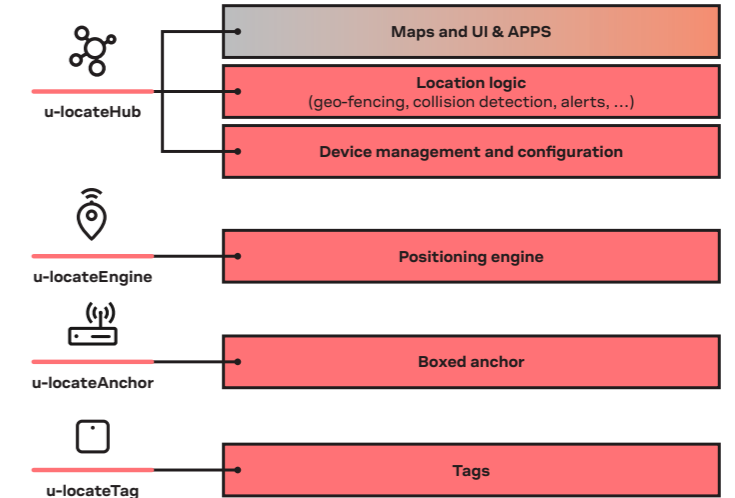 Maps and UI & APPS
Location logic
(geo-fencing, collision detection, alerts, ...)
u-locateHub
Device management and configuration
Positioning engine
u-locateEngine
Boxed anchor
u-locateAnchor
Tags
u-locateTag